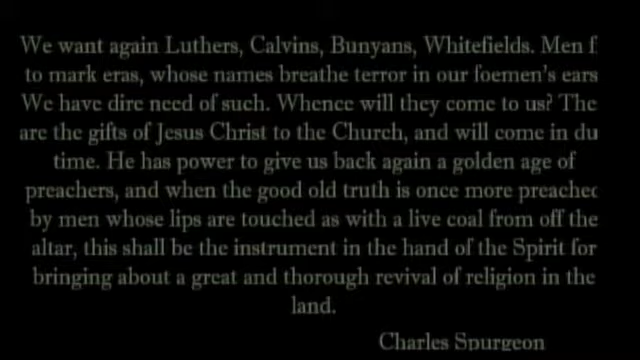 We want again Luthers, Calvins, Bunyans, Whitefields. Men f
to mark eras, whose names breathe terror in our foemen's ears
We have dire need of such. Whence will they come to us? The
are the gifts of Jesus Christ to the Church, and will come in du
time. He has power to give us back again a golden age of
preachers, and when the good old truth is once more preached
by men whose lips are touched as with a live coal from off the
altar, this shall be the instrument in the hand of the Spirit for
bringing about a great and thorough revival of religion in the
land.
Charles Spurgeon